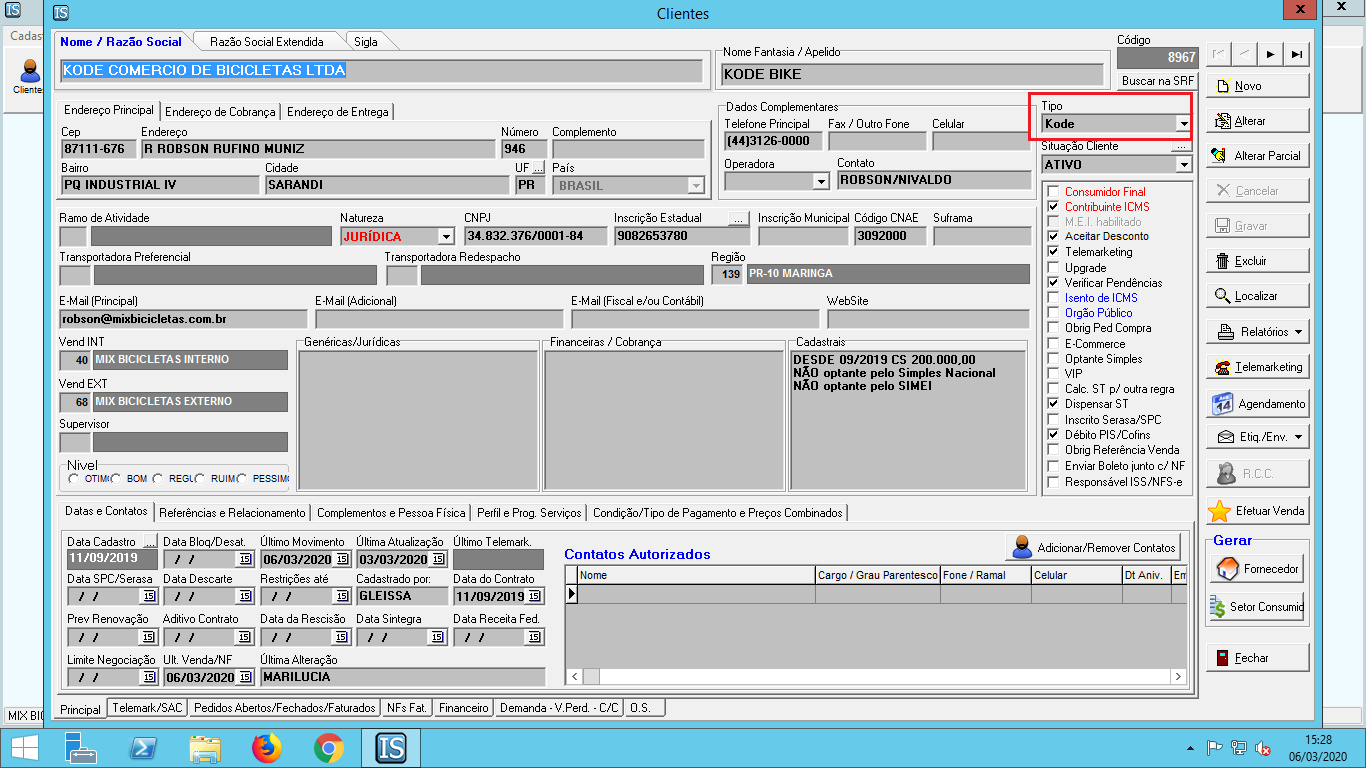 Clientes
Cadast
Cliente
Nome / Razão Social
Razão Social Extendida
Sigla
KODE COMERCIO DE BICICLETAS LTDA
Nome Fantasia / Apelido
KODE BIKE
Código
8967
Buscar na SRF
Endereço Principal
Endereço de Cobrança
Endereço de Entrega
Cep
Endereço
Número
Complemento
87111-676
R ROBSON RUFINO MUNIZ
946
Bairro
Cidade
UF ...
País
PQ INDUSTRIAL IV
SARANDI
PR
BRASIL
Dados Complementares
Telefone Principal
Fax / Outro Fone
Celular
(44)3126-0000
Operadora
Contato
ROBSON/NIVALDO
Tipo
Kode
Situação Cliente
...
ATIVO
Ramo de Atividade
Natureza
CNPJ
Inscrição Estadual
...
Inscrição Municipal
Código CNAE
Suframa
JURÍDICA
34.832.376/0001-84
9082653780
3092000
Transportadora Preferencial
Transportadora Redespacho
Região
139
PR-10 MARINGA
E-Mail (Principal)
E-Mail (Adicional)
E-Mail (Fiscal e/ou Contábil)
WebSite
robson@mixbicicletas.com.br
Vend INT
40
MIX BICICLETAS INTERNO
Vend EXT
68
MIX BICICLETAS EXTERNO
Supervisor
Nivel
OTIM
BOM
REGU
RUIM
PESSIM
Genéricas/Jurídicas
Financeiras / Cobrança
Cadastrais
DESDE 09/2019 CS 200.000,00
NÃO optante pelo Simples Nacional
NÃO optante pelo SIMEI
Consumidor Final
Contribuinte ICMS
M.E.I. habilitado
Aceitar Desconto
Telemarketing
Upgrade
Verificar Pendências
Isento de ICMS
Orgão Público
Obrig Ped Compra
E-Commerce
Optante Simples
VIP
Calc. ST p/ outra regra
Dispensar ST
Inscrito Serasa/SPC
Débito PIS/Cofins
Obrig Referência Venda
Enviar Boleto junto c/ NF
Responsável ISS/NFS-e
Novo
Alterar
Alterar Parcial
Cancelar
Gravar
Excluir
Localizar
Relatórios
Telemarketing
Agendamento
Etiq./Env.
R.C.C.
Efetuar Venda
Gerar
Fornecedor
Setor Consumid
Fechar
Datas e Contatos
Referências e Relacionamento
Complementos e Pessoa Física
Perfil e Prg. Serviços
Condição/Tipo de Pagamento e Preços Combinados
Data Cadastro ...
Data Bloq/Desat.
Último Movimento
Última Atualização
Último Telemark.
11/09/2019
/ /
06/03/2020
03/03/2020
Data SPC/Serasa
Data Descarte
Restrições até
Cadastrado por:
Data do Contrato
/ /
/ /
/ /
GLEISSA
11/09/2019
Prev Renovação
Aditivo Contrato
Data da Rescisão
Data Sintegra
Data Receita Fed.
/ /
/ /
/ /
/ /
/ /
Limite Negociação
Ult. Venda/NF
Última Alteração
/ /
06/03/2020
MARILUCIA
Contatos Autorizados
Adicionar/Remover Contatos
Nome
Cargo / Grau Parentesco
Fone / Ramal
Celular
Dt Aniv.
Em
Principal
Telemark/SAC
Pedidos Abertos/Fechados/Faturados
NFs Fat.
Financeiro
Demanda - V.Perd. - C/C
O.S.
MIX BIC
IS
15:28
06/03/2020